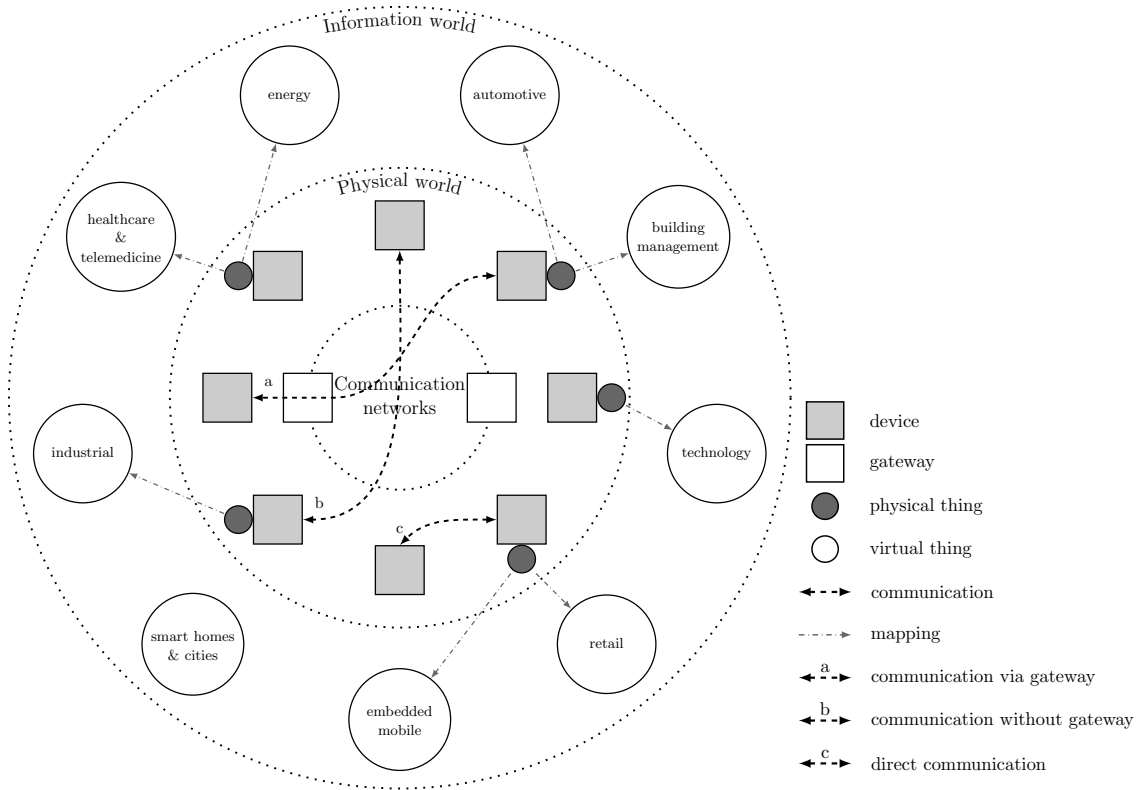 Information world
energy
automotive
Physical world
healthcare
&
telemedicine
building
management
a
Communication
networks
industrial
technology
b
c
smart homes
& cities
retail
embedded
mobile
device
gateway
physical thing
virtual thing
communication
mapping
a
communication via gateway
b
communication without gateway
c
direct communication